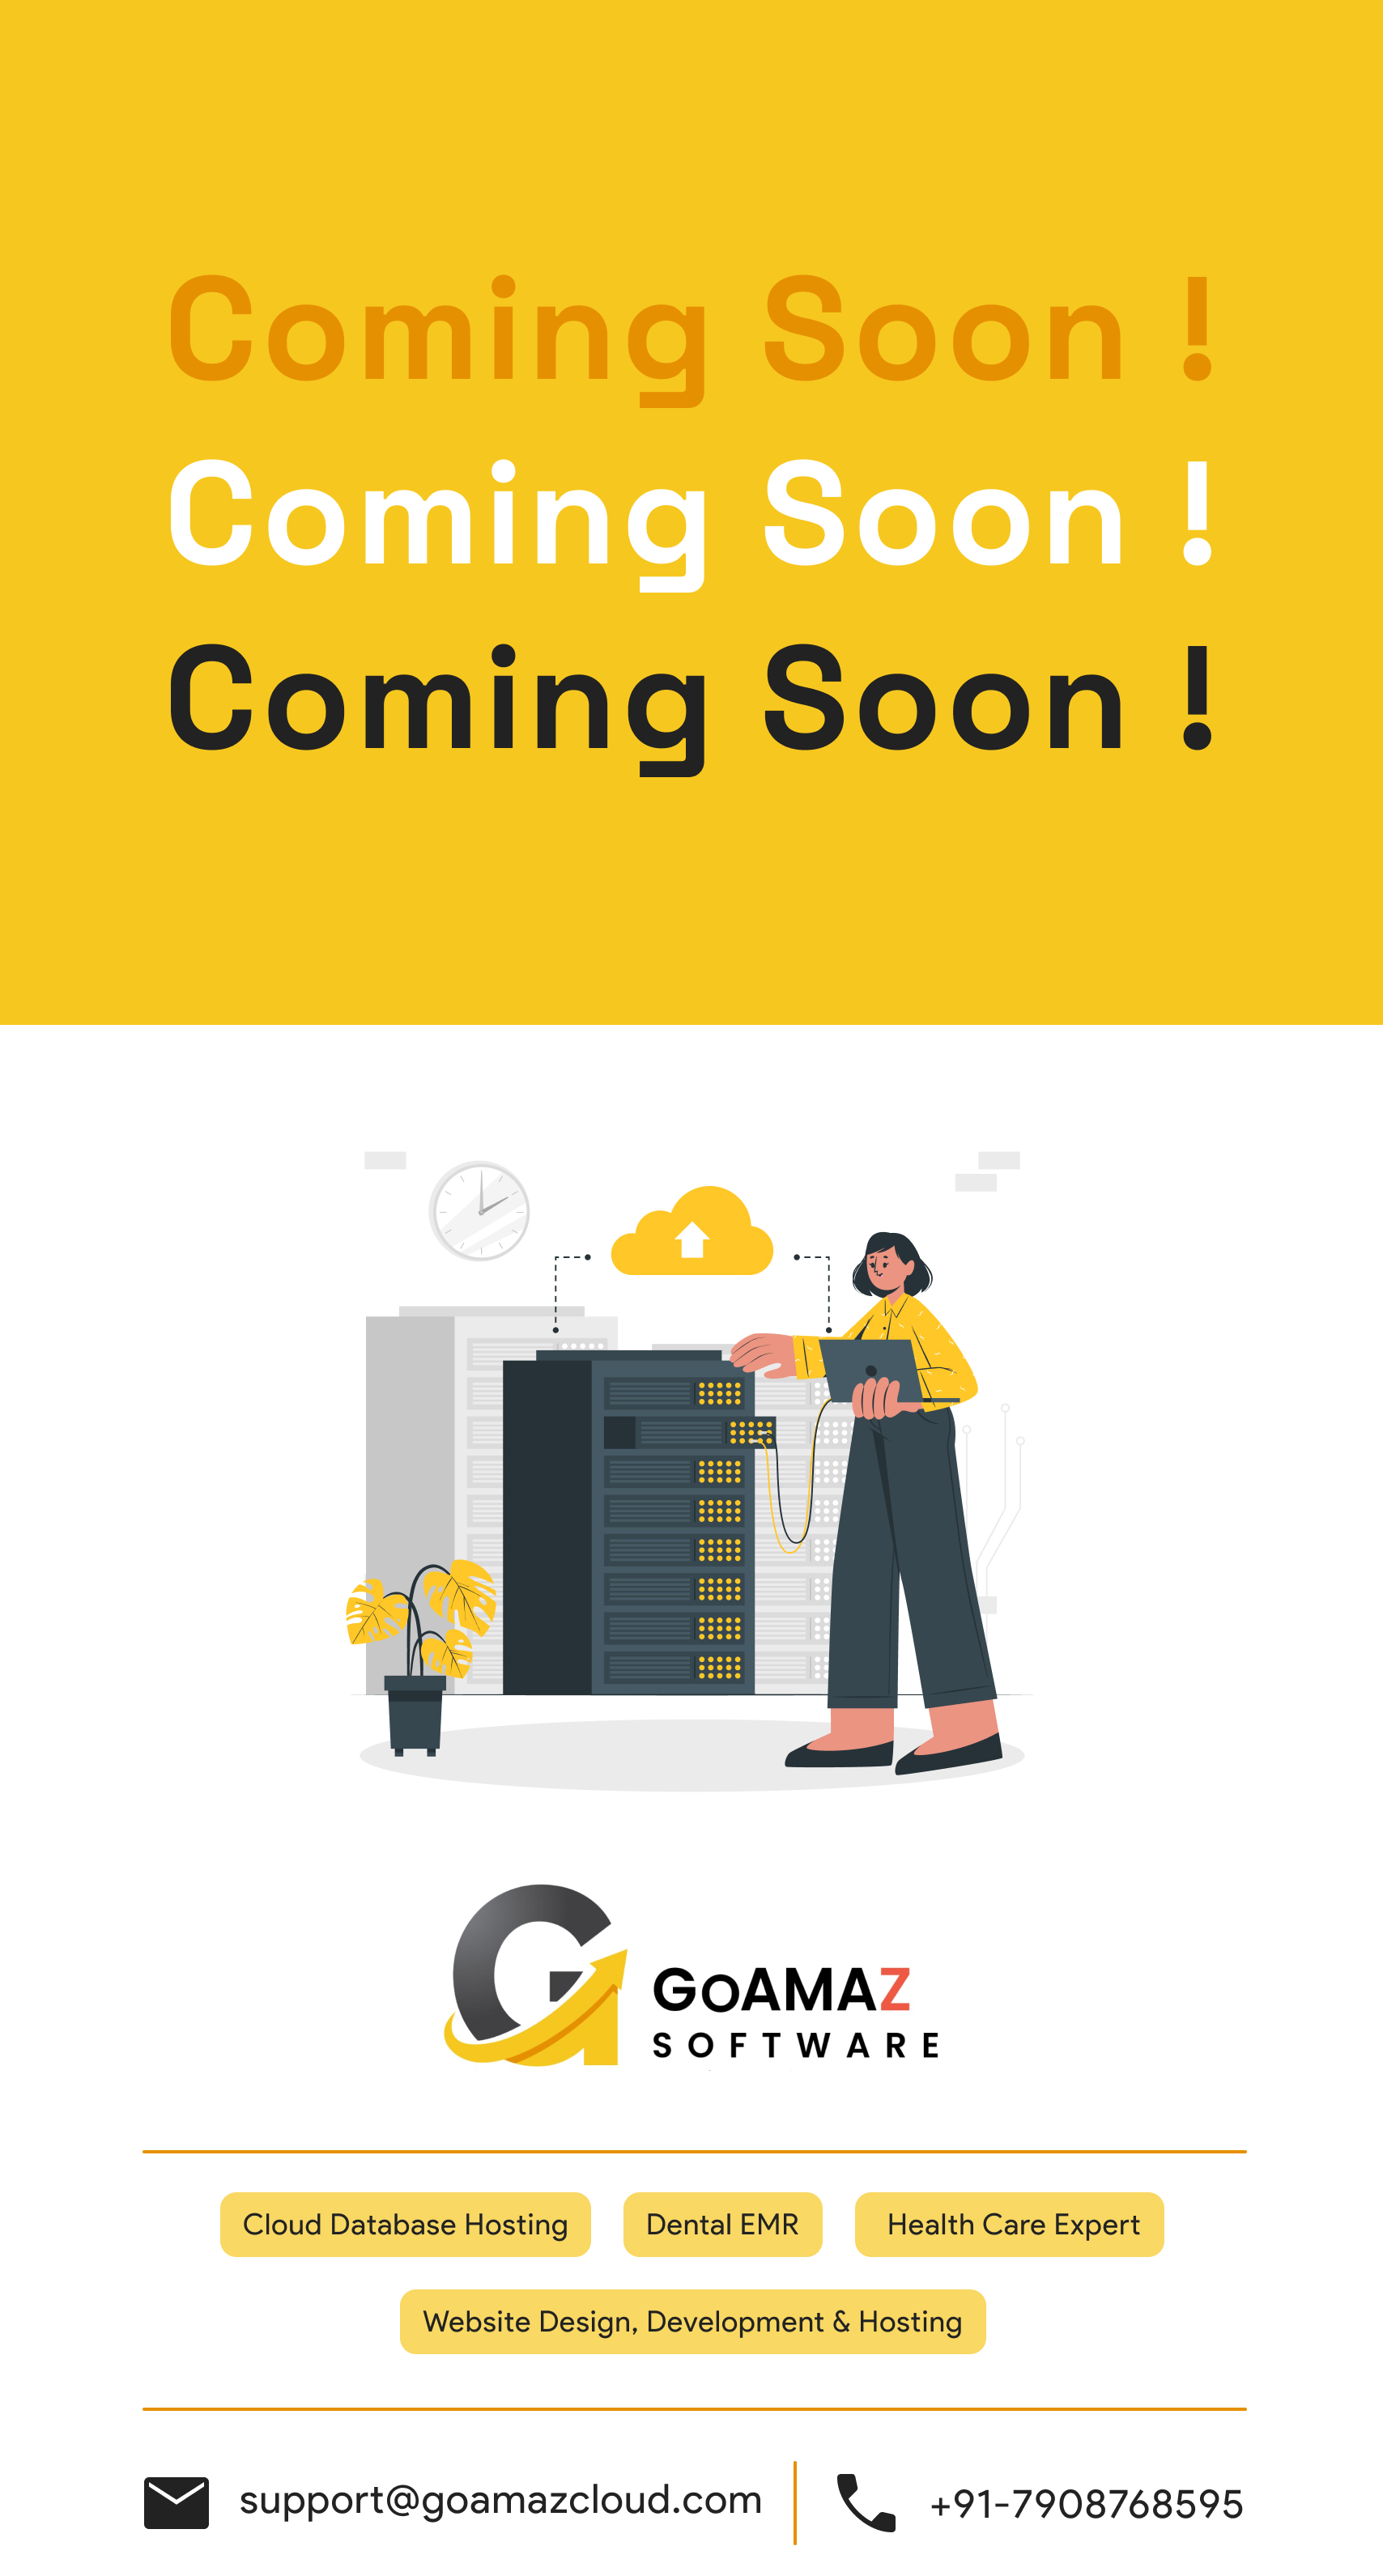 Coming Soon !
Coming Soon !
Coming Soon !
GoAMAZ
SOFTWARE
Cloud Database Hosting
Dental EMR
Health Care Expert
Website Design, Development & Hosting
support@goamazcloud.com
+91-7908768595